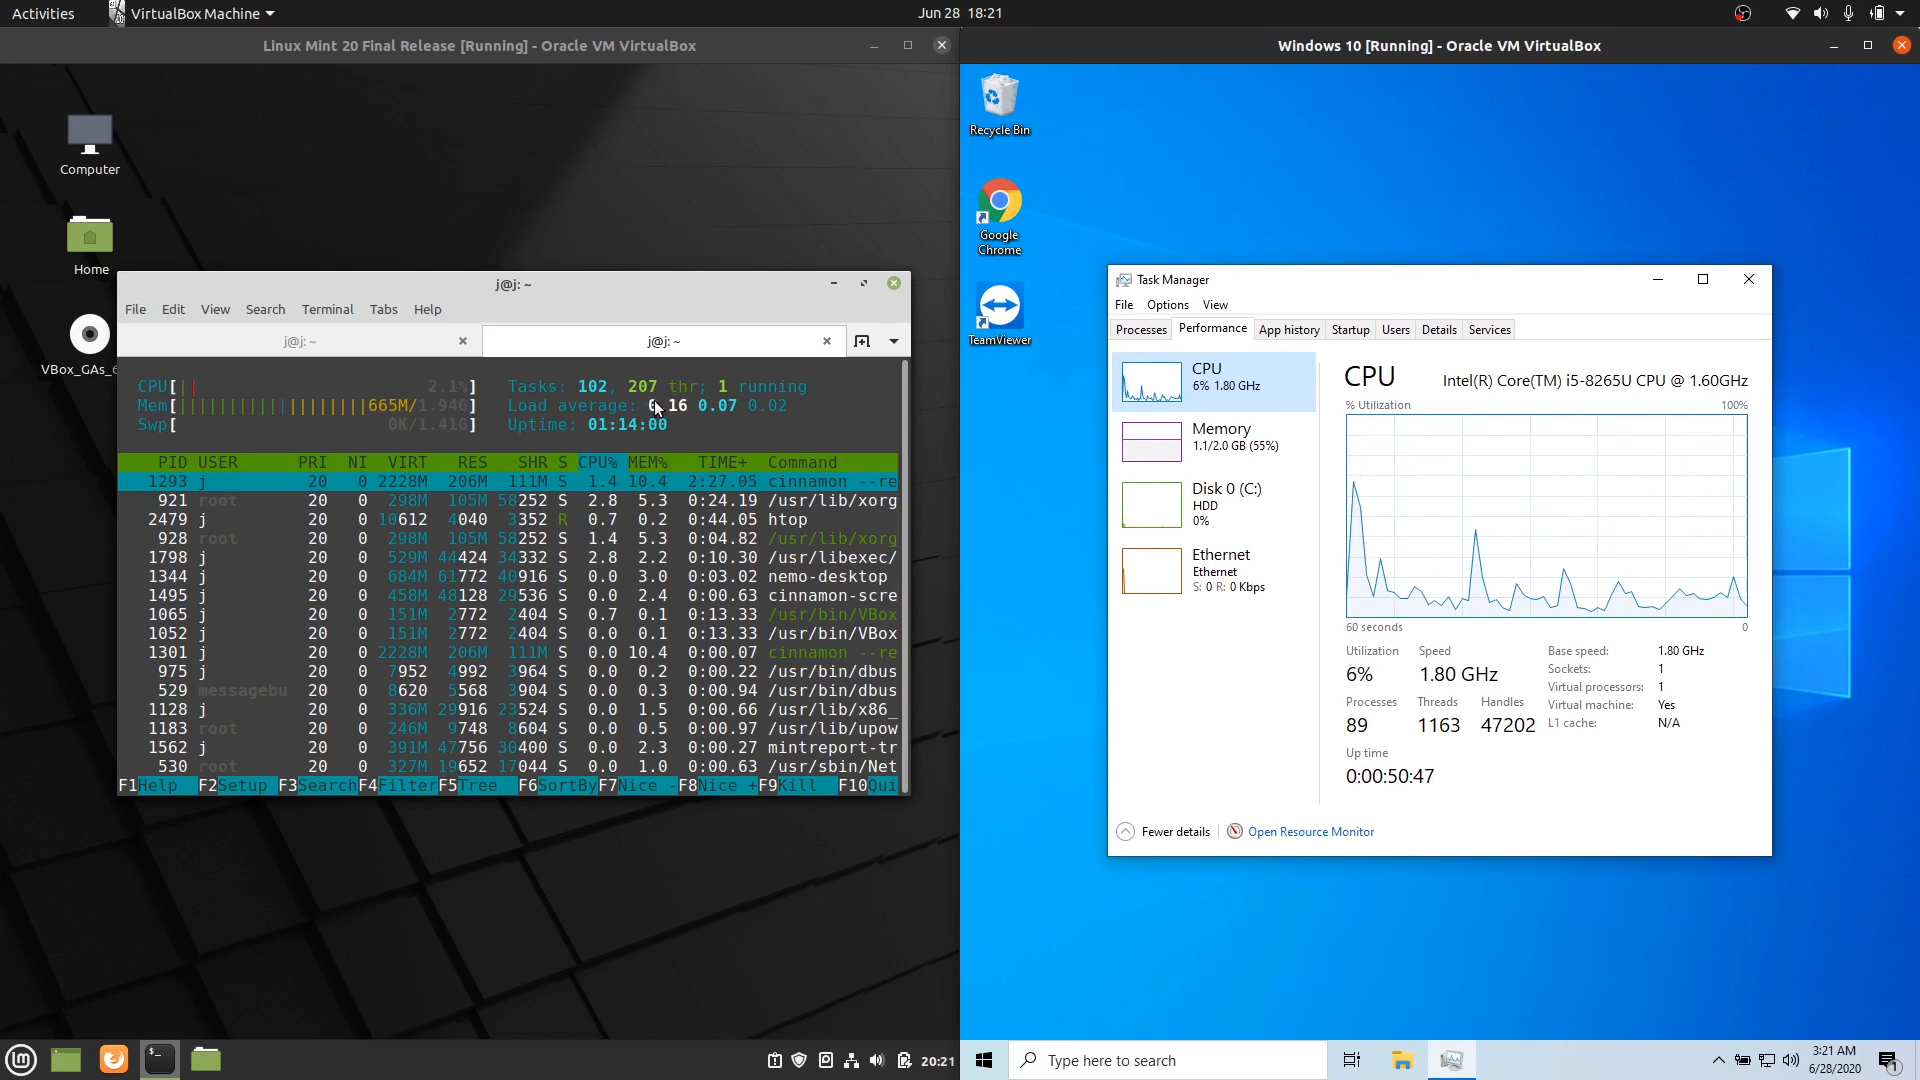 Activities
VirtualBox Machine
Jun 28 18:21
Linux Mint 20 Final Release [Running] - Oracle VM VirtualBox
Computer
Home
VBox_GAs_6
j@j: ~
File Edit View Search Terminal Tabs Help
j@j: ~
j@j: ~
CPU[|| 2.1%] Tasks: 102, 207 thr; 1 running
Mem[|||||||||||||||||||665M/1.94G] Load average: 16 0.07 0.02
Swp[ 0K/1.41G] Uptime: 01:14:00
PID USER PRI NI VIRT RES SHR S CPU% MEM% TIME+ Command
1293 j 20 0 2228M 206M 111M S 1.4 10.4 2:27.05 cinnamon --re
921 root 20 0 298M 105M 58252 S 2.8 5.3 0:24.19 /usr/lib/xorg
2479 j 20 0 10612 4040 3352 R 0.7 0.2 0:44.05 htop
928 root 20 0 298M 105M 58252 S 1.4 5.3 0:04.82 /usr/lib/xorg
1798 j 20 0 529M 44424 34332 S 2.8 2.2 0:10.30 /usr/libexec/
1344 j 20 0 684M 61772 40916 S 0.0 3.0 0:03.02 nemo-desktop
1495 j 20 0 458M 48128 29536 S 0.0 2.4 0:00.63 cinnamon-scre
1065 j 20 0 151M 2772 2404 S 0.7 0.1 0:13.33 /usr/bin/VBox
1052 j 20 0 151M 2772 2404 S 0.0 0.1 0:13.33 /usr/bin/VBox
1301 j 20 0 2228M 206M 111M S 0.0 10.4 0:00.07 cinnamon --re
975 j 20 0 7952 4992 3964 S 0.0 0.2 0:00.22 /usr/bin/dbus
529 messagebu 20 0 8620 5568 3904 S 0.0 0.3 0:00.94 /usr/bin/dbus
1128 j 20 0 336M 29916 23524 S 0.0 1.5 0:00.66 /usr/lib/x86_
1183 root 20 0 246M 9748 8604 S 0.0 0.5 0:00.97 /usr/lib/upow
1562 j 20 0 391M 47756 30400 S 0.0 2.3 0:00.27 mintreport-tr
530 root 20 0 327M 19652 17044 S 0.0 1.0 0:00.63 /usr/sbin/Net
F1Help F2Setup F3SearchF4FilterF5Tree F6SortByF7Nice -F8Nice +F9Kill F10Qui
20:21
Windows 10 [Running] - Oracle VM VirtualBox
Recycle Bin
Google
Chrome
TeamViewer
Task Manager
File Options View
Processes Performance App history Startup Users Details Services
CPU
6% 1.80 GHz
Memory
1.1/2.0 GB (55%)
Disk 0 (C:)
HDD
0%
Ethernet
Ethernet
S: 0 R: 0 Kbps
CPU Intel(R) Core(TM) i5-8265U CPU @ 1.60GHz
% Utilization 100%
60 seconds 0
Utilization Speed
6% 1.80 GHz
Processes Threads Handles
89 1163 47202
Up time
0:00:50:47
Base speed: 1.80 GHz
Sockets: 1
Virtual processors: 1
Virtual machine: Yes
L1 cache: N/A
Fewer details Open Resource Monitor
Type here to search
3:21 AM
6/28/2020
1